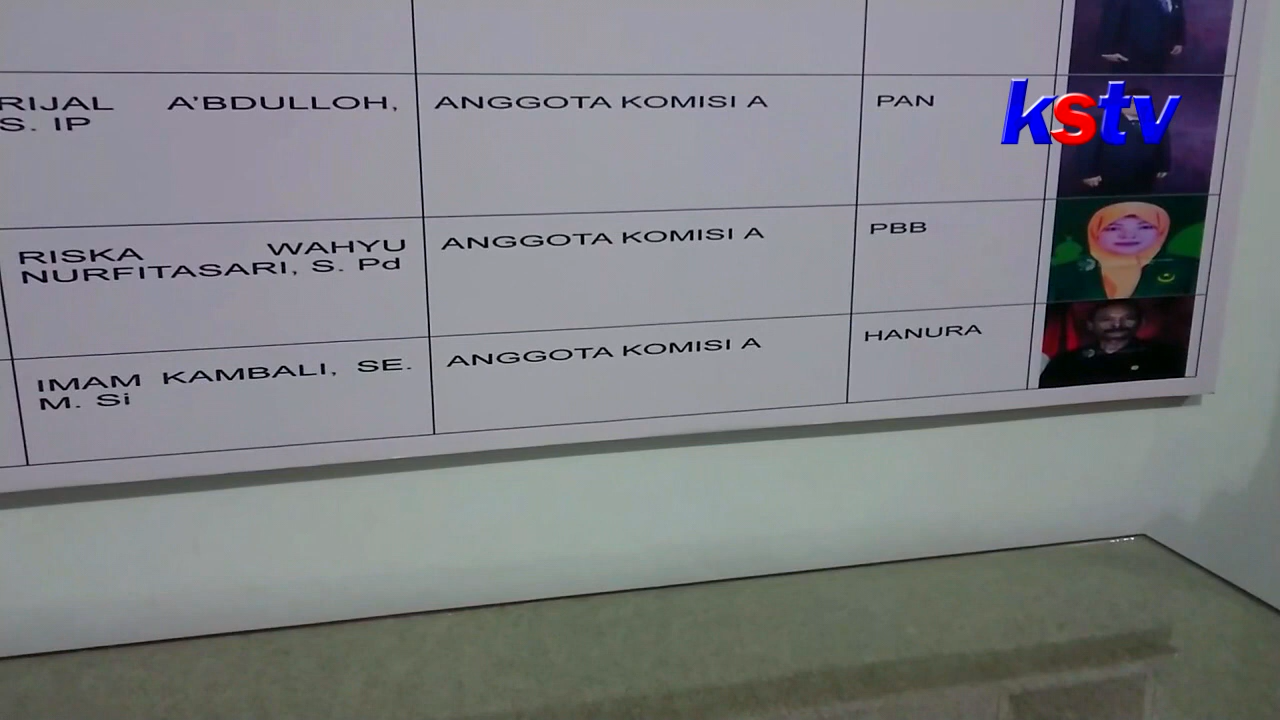 RIJAL A'BDULLOH, S. IP ANGGOTA KOMISI A PAN
kstv
RISKA WAHYU NURFITASARI, S. Pd ANGGOTA KOMISI A PBB
IMAM KAMBALI, SE. M. Si ANGGOTA KOMISI A HANURA